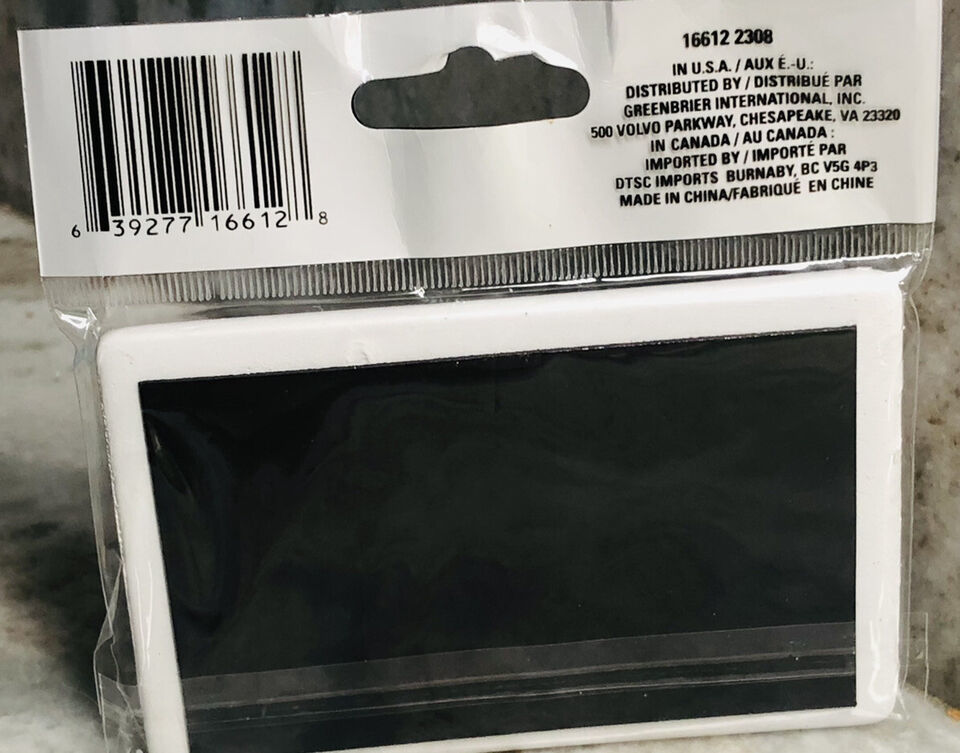 6 39277 16612 8
16612 2308
IN U.S.A. / AUX É.-U.:
DISTRIBUTED BY / DISTRIBUÉ PAR
GREENBRIER INTERNATIONAL, INC.
500 VOLVO PARKWAY, CHESAPEAKE, VA 23320
IN CANADA / AU CANADA :
IMPORTED BY / IMPORTÉ PAR
DTSC IMPORTS BURNABY, BC V5G 4P3
MADE IN CHINA/FABRIQUÉ EN CHINE